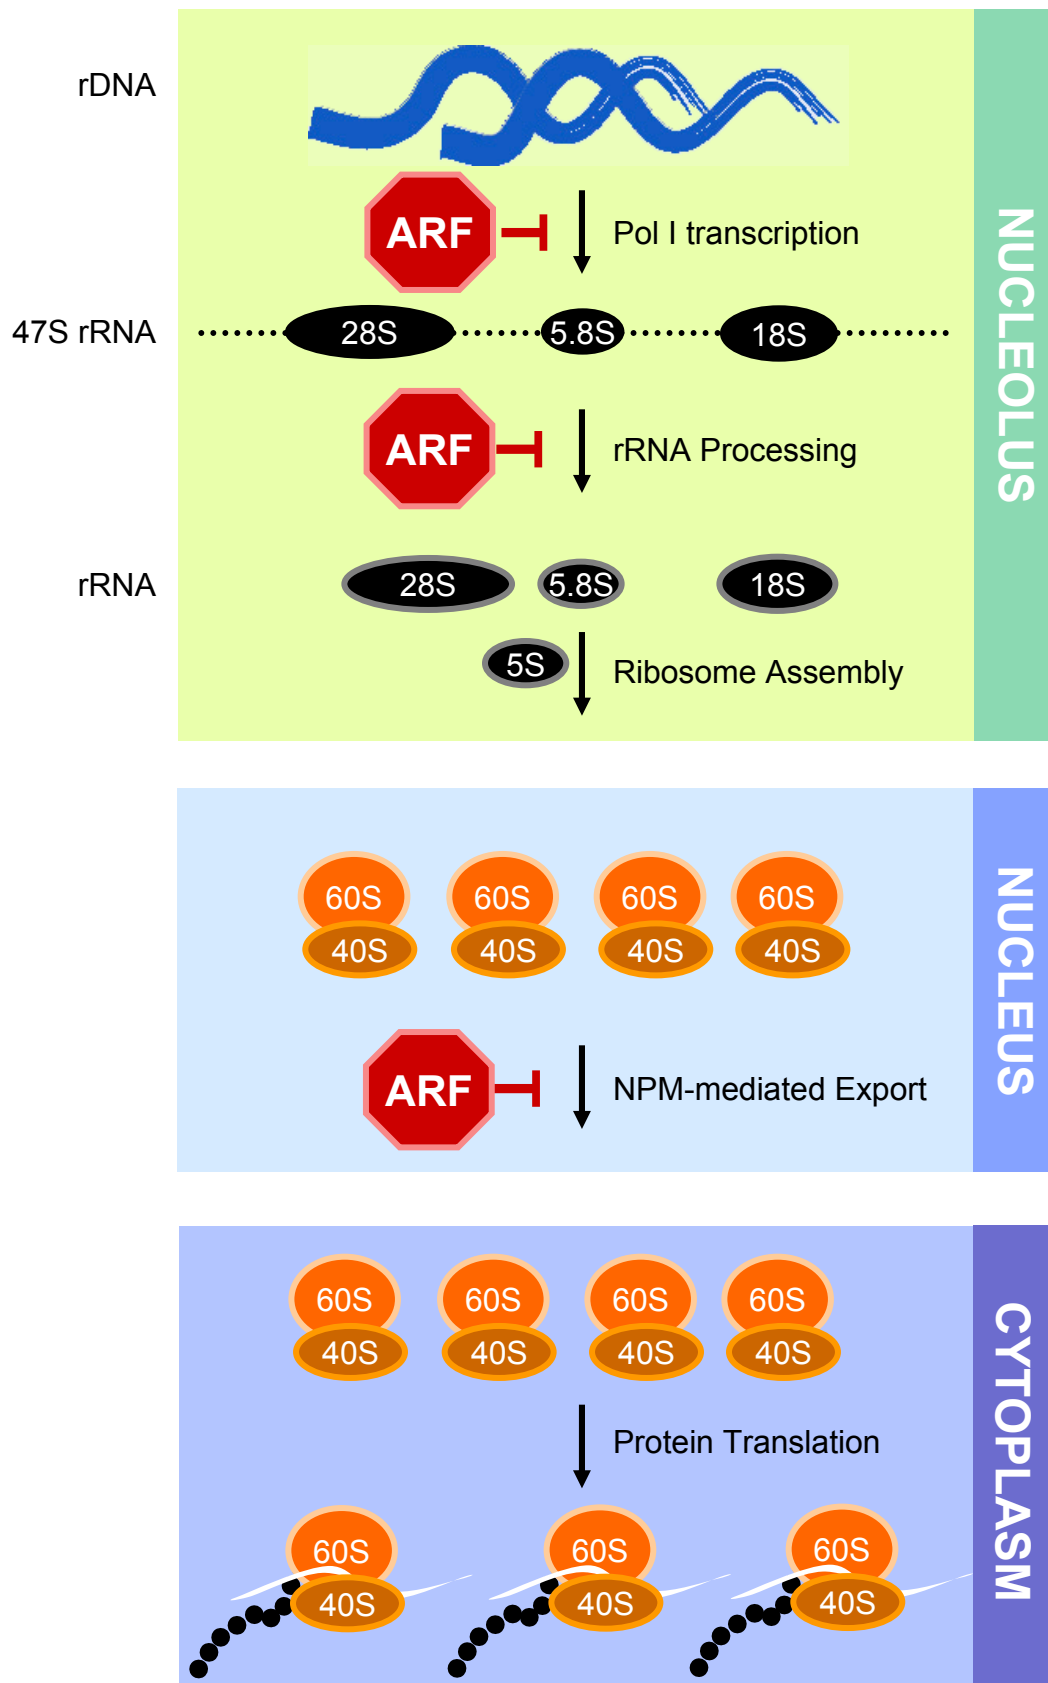 rDNA
ARF
Pol I transcription
NUCLEOLUS
47S rRNA
28S 5.8S 18S
ARF
rRNA Processing
rRNA
28S 5.8S 18S
5S
Ribosome Assembly
NUCLEUS
60S 60S 60S 60S
40S 40S 40S 40S
ARF
NPM-mediated Export
CYTOPLASM
60S 60S 60S 60S
40S 40S 40S 40S
Protein Translation
60S 60S 60S
40S 40S 40S